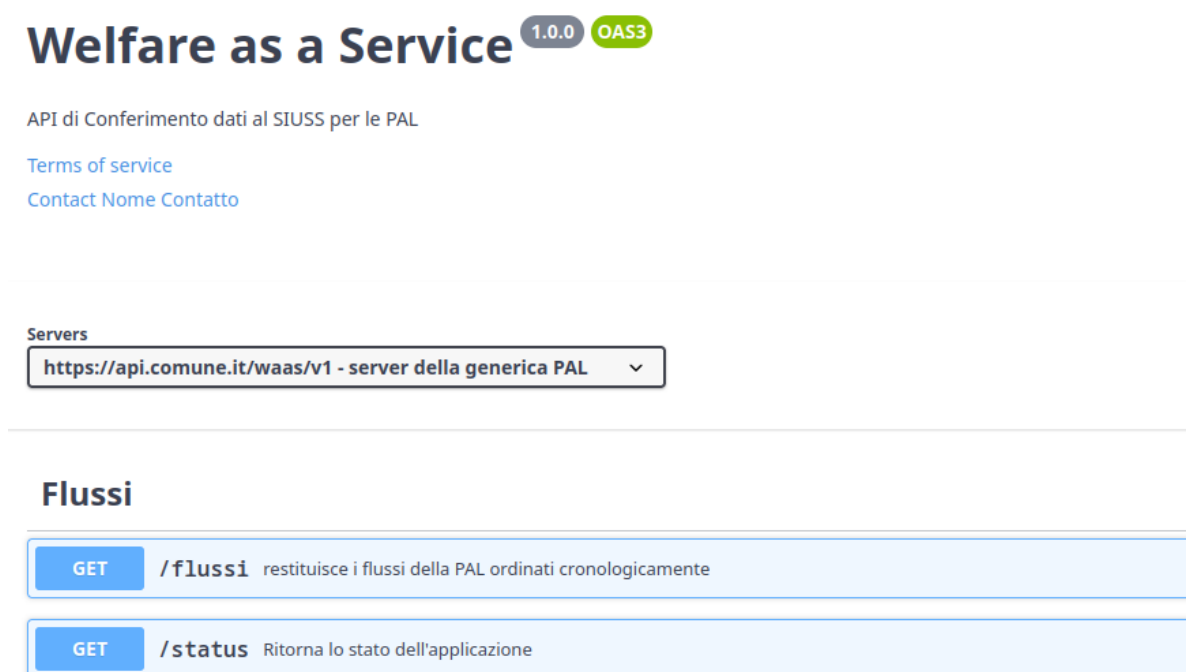 Welfare as a Service 1.0.0 OAS3
API di Conferimento dati al SIUSS per le PAL
Terms of service
Contact Nome Contatto
Servers
https://api.comune.it/waas/v1 - server della generica PAL
Flussi
GET /flussi restituisce i flussi della PAL ordinati cronologicamente
GET /status Ritorna lo stato dell'applicazione